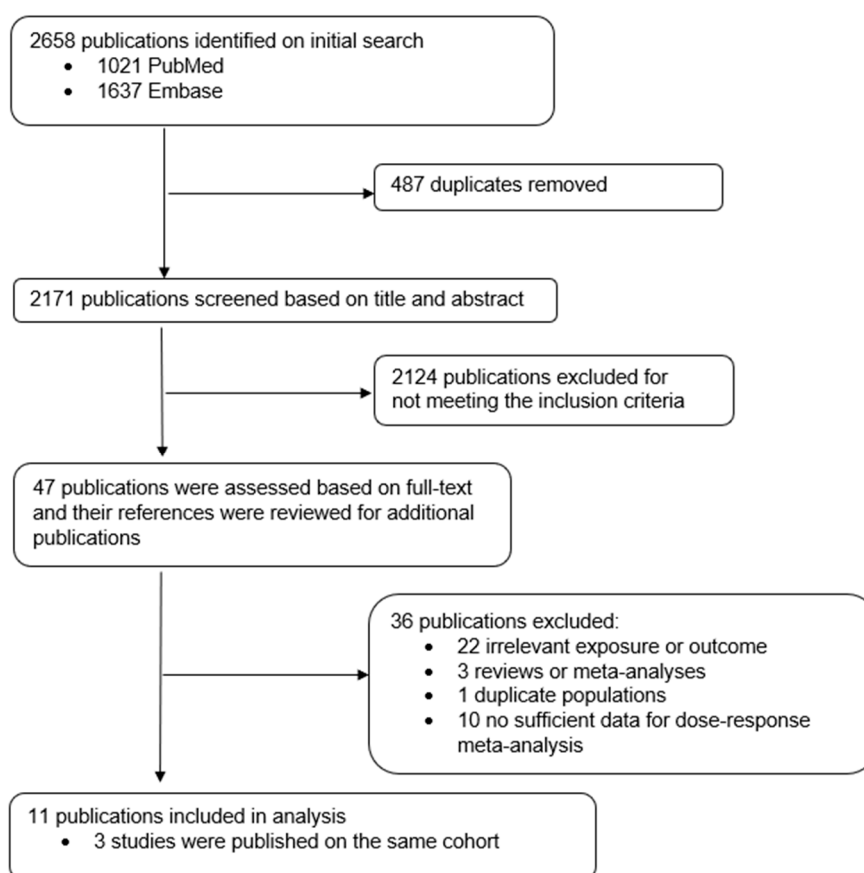 2658 publications identified on initial search
• 1021 PubMed
• 1637 Embase
487 duplicates removed
2171 publications screened based on title and abstract
2124 publications excluded for
not meeting the inclusion criteria
47 publications were assessed based on full-text
and their references were reviewed for additional
publications
36 publications excluded:
• 22 irrelevant exposure or outcome
• 3 reviews or meta-analyses
• 1 duplicate populations
• 10 no sufficient data for dose-response
meta-analysis
11 publications included in analysis
• 3 studies were published on the same cohort